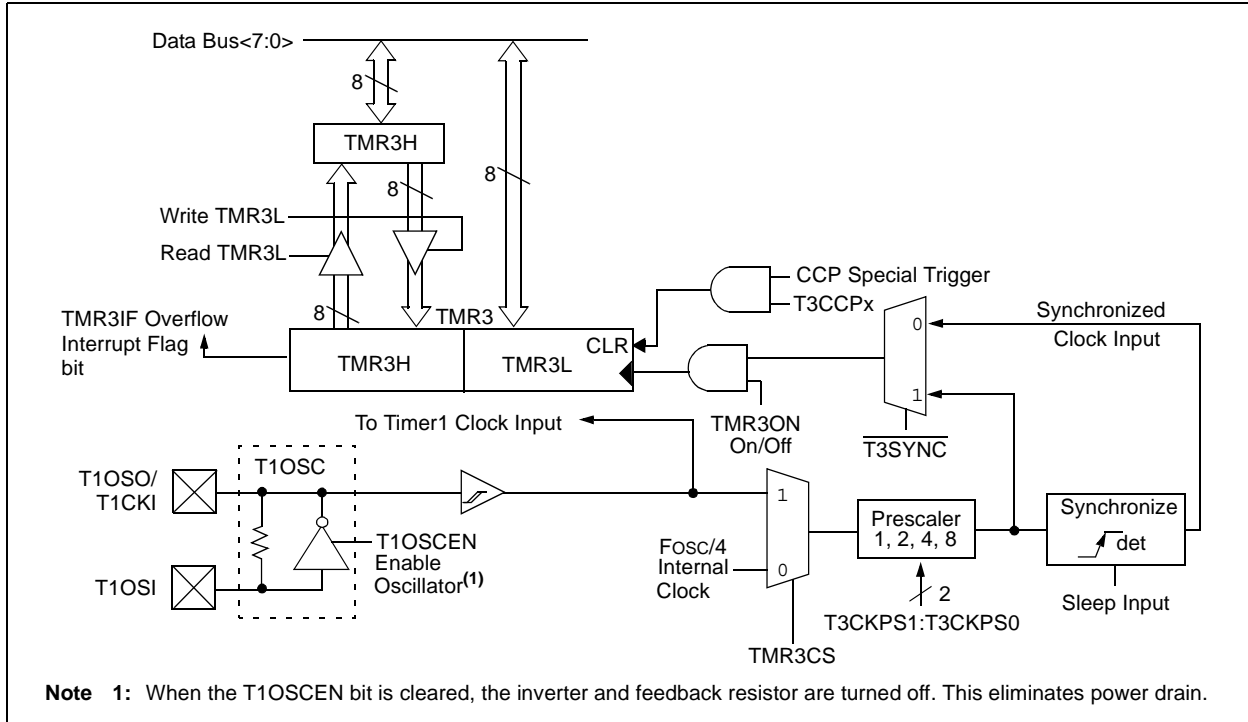 Data Bus<7:0>
8
TMR3H
8
8
Write TMR3L
Read TMR3L
8
TMR3
CCP Special Trigger
T3CCPx
TMR3IF Overflow
Interrupt Flag
bit
TMR3H
TMR3L
CLR
0
1
Synchronized
Clock Input
TMR3ON
On/Off
T3SYNC
To Timer1 Clock Input
T1OSC
T1OSO/
T1CKI
T1OSCEN
Enable
Oscillator(1)
T1OSI
1
0
FOSC/4
Internal
Clock
Prescaler
1, 2, 4, 8
Synchronize
det
2
T3CKPS1:T3CKPS0
Sleep Input
TMR3CS
Note 1: When the T1OSCEN bit is cleared, the inverter and feedback resistor are turned off. This eliminates power drain.